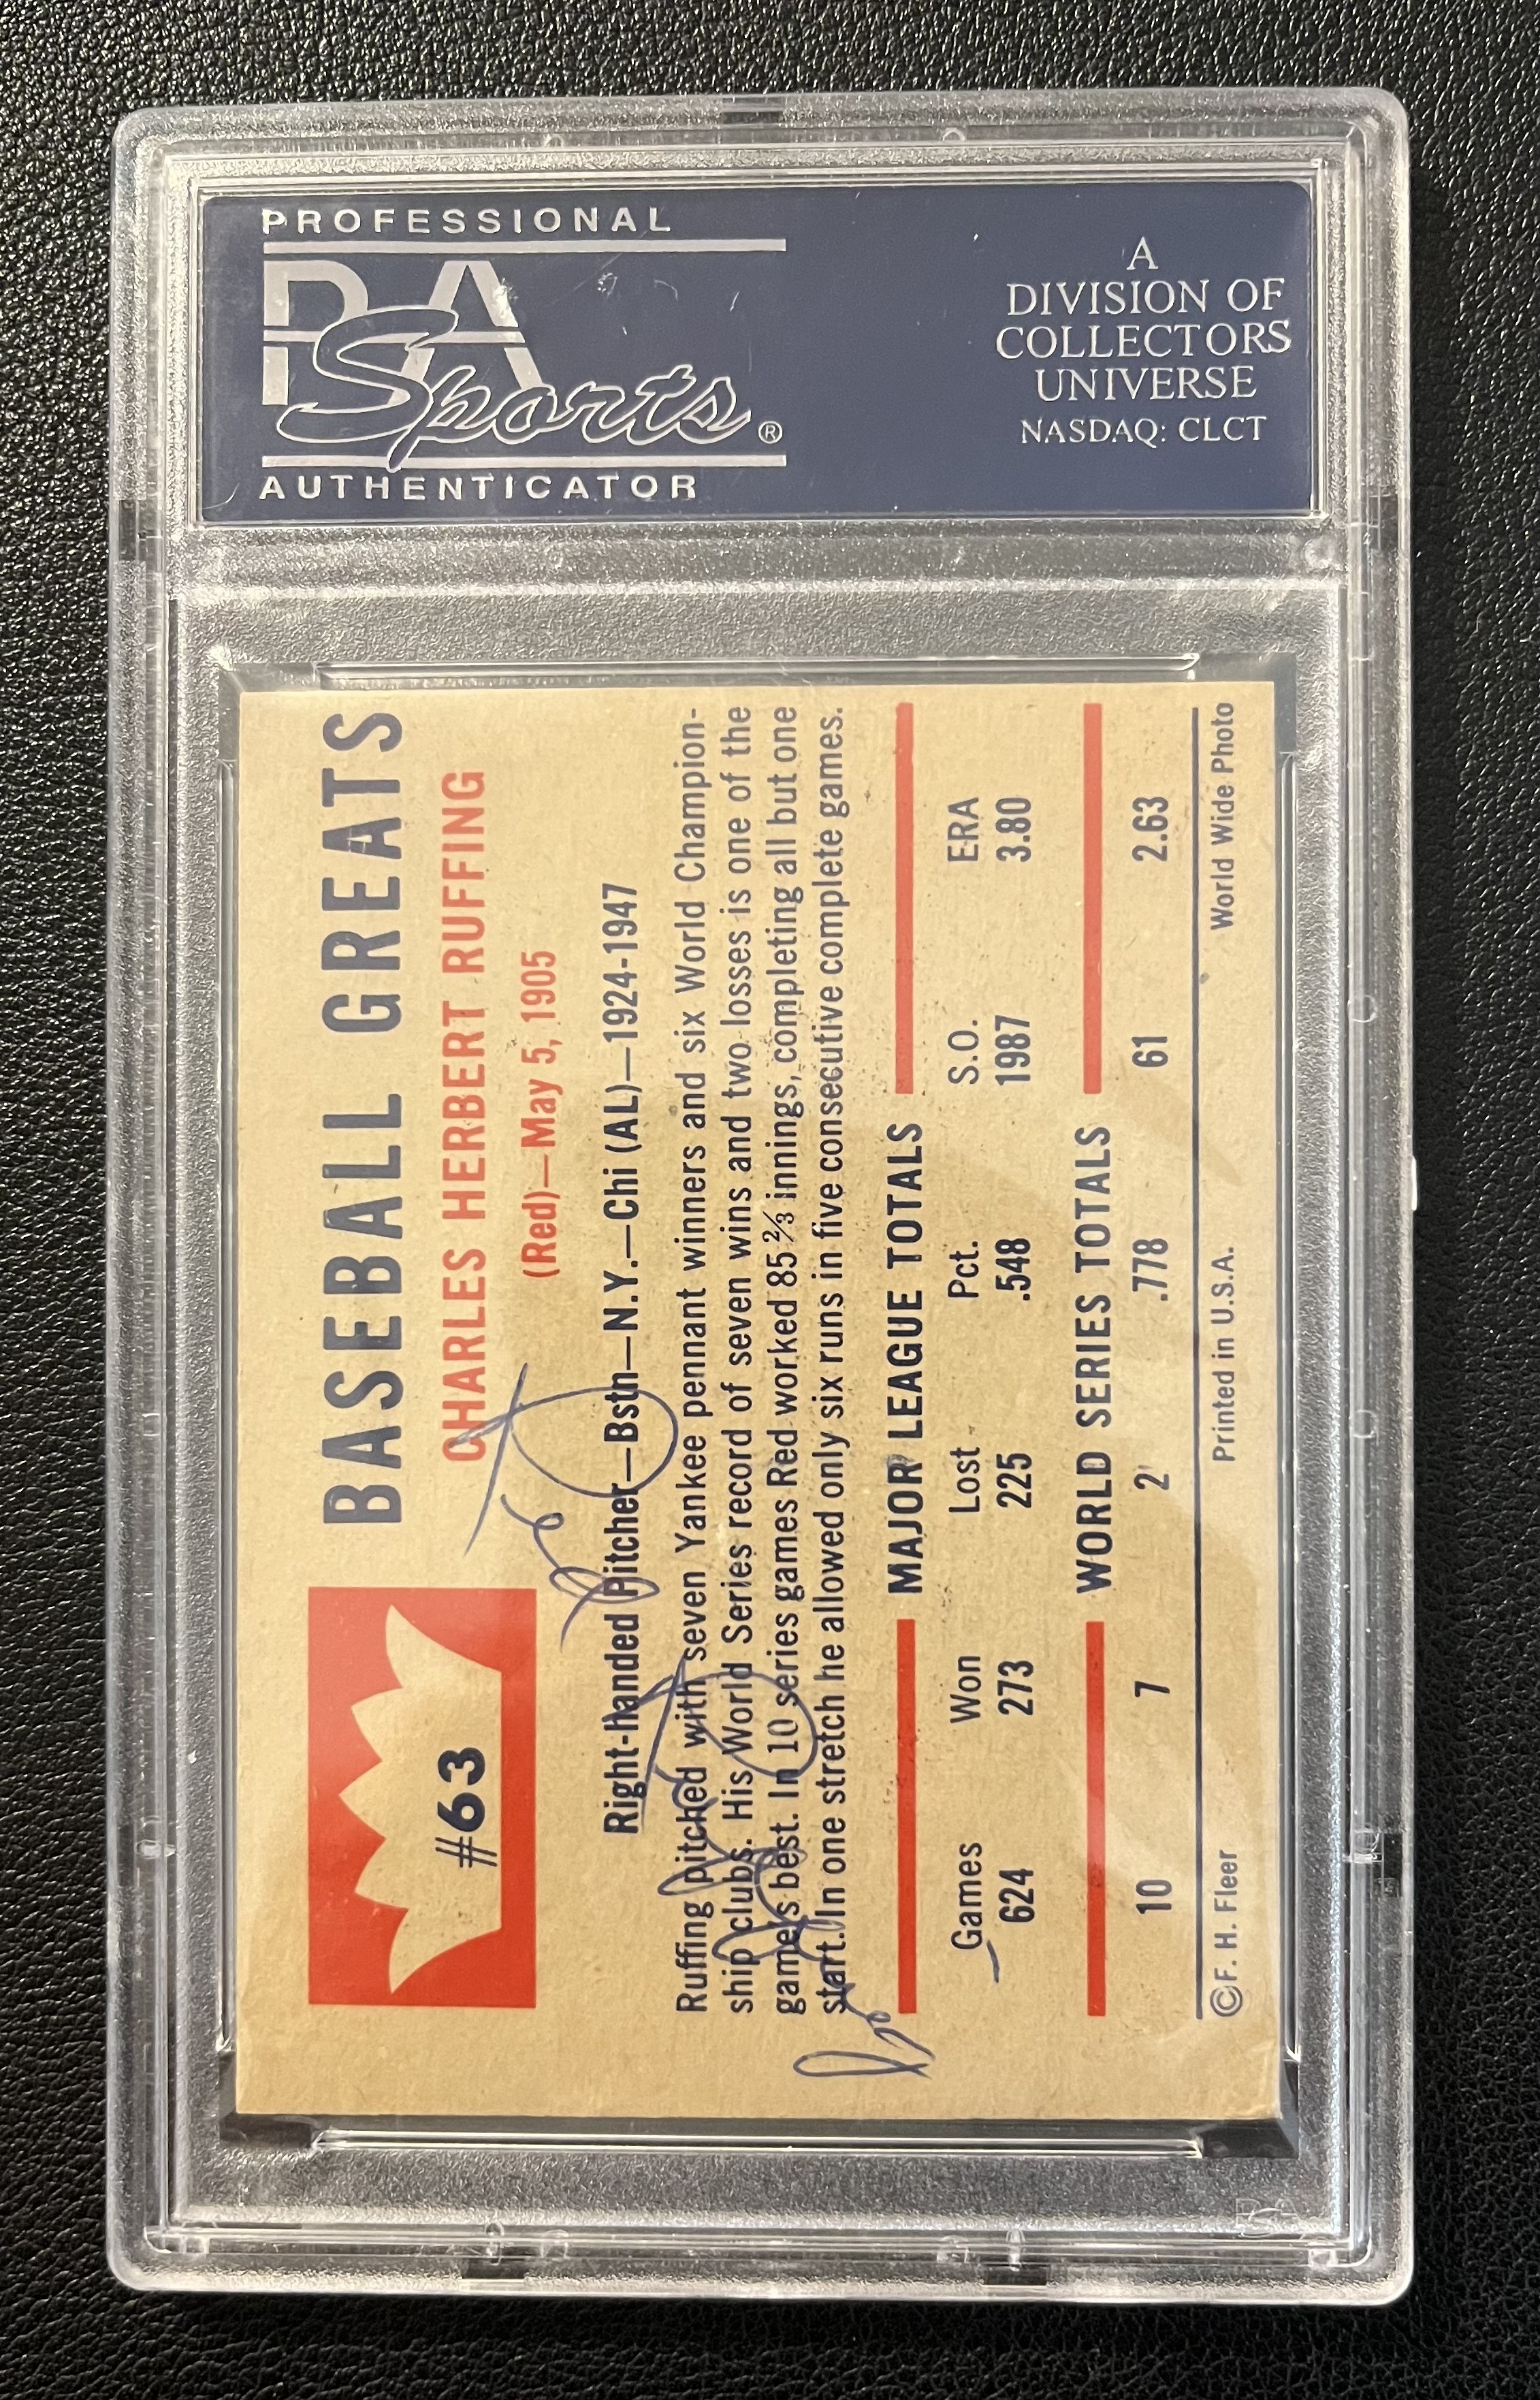 PROFESSIONAL
PSA
Sports®
AUTHENTICATOR
A
DIVISION OF
COLLECTORS
UNIVERSE
NASDAQ: CLCT
#63
BASEBALL GREATS
CHARLES HERBERT RUFFING
(Red)—May 5, 1905
Right-handed Pitcher—Bstn—N.Y.—Chi (AL)—1924-1947
Ruffing pitched with seven Yankee pennant winners and six World Champion-
ship clubs. His World Series record of seven wins and two losses is one of the
game's best. In 10 series games Red worked 85⅔ innings, completing all but one
start. In one stretch he allowed only six runs in five consecutive complete games.
MAJOR LEAGUE TOTALS
Games Won Lost Pct. S.O. ERA
624 273 225 .548 1987 3.80
WORLD SERIES TOTALS
10 7 2 .778 61 2.63
©F. H. Fleer Printed in U.S.A. World Wide Photo
PSA